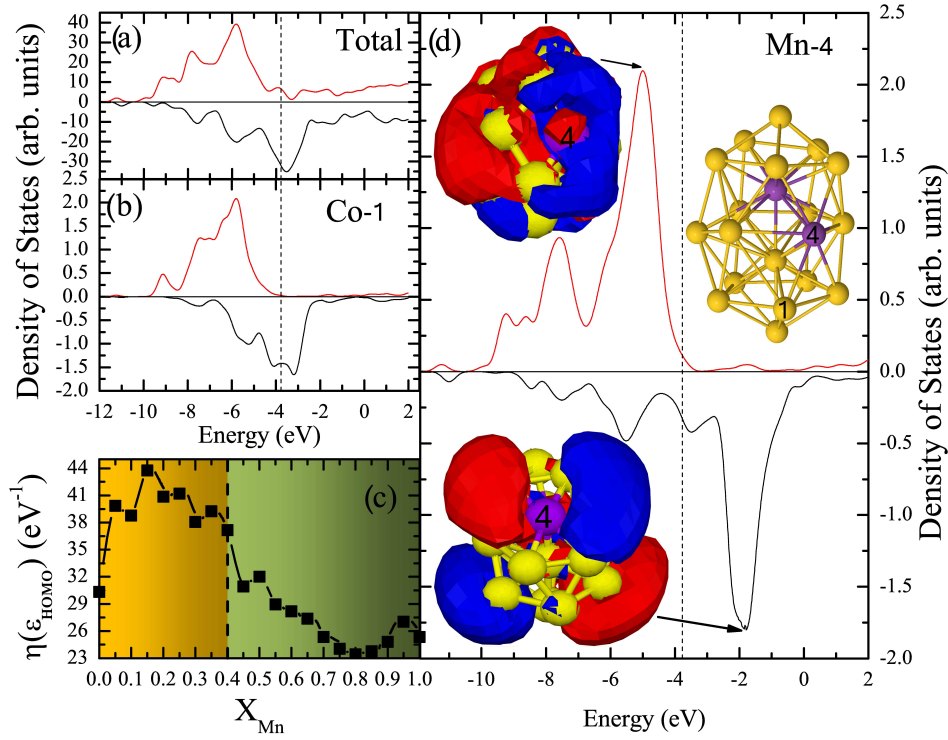 (a)
Total
40
30
20
10
0
-10
-20
-30
2.5
(b)
Co-1
2.0
1.5
1.0
0.5
0.0
-0.5
-1.0
-1.5
-2.0
-12 -10 -8 -6 -4 -2 0 2
Energy (eV)
Density of States (arb. units)
(c)
44
41
38
35
32
29
26
23
0.0 0.1 0.2 0.3 0.4 0.5 0.6 0.7 0.8 0.9 1.0
η(ε_HOMO) (eV⁻¹)
X_Mn
(d)
Mn-4
4
4
1
4
2.5
2.0
1.5
1.0
0.5
0.0
-0.5
-1.0
-1.5
-2.0
-10 -8 -6 -4 -2 0 2
Energy (eV)
Density of States (arb. units)